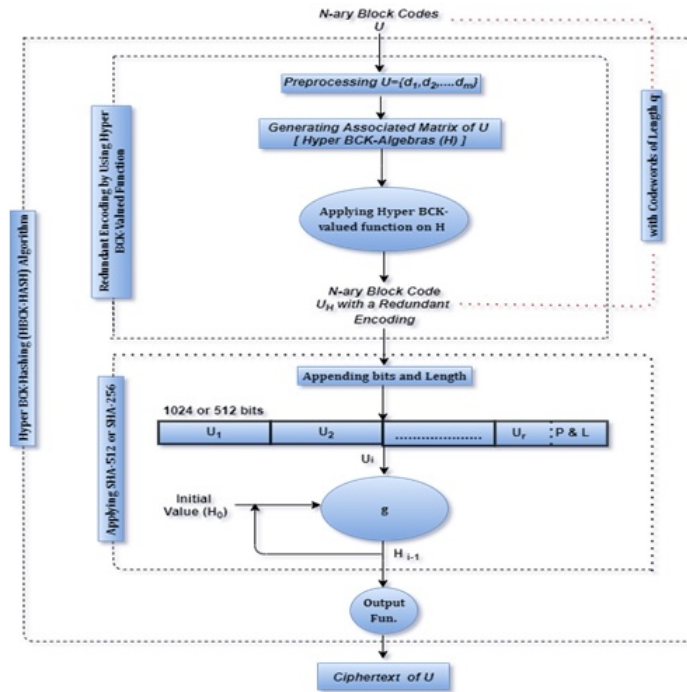 N-ary Block Codes
U
Preprocessing U={d1,d2,....dm}
Generating Associated Matrix of U
[ Hyper BCK-Algebras (H) ]
Applying Hyper BCK-
valued function on H
N-ary Block Code
UH with a Redundant
Encoding
Redundant Encoding by Using Hyper
BCK-Valued Function
with Codewords of Length q
Hyper BCK-Hashing (HBCK-HASH) Algorithm
Applying SHA-512 or SHA-256
Appending bits and Length
1024 or 512 bits
U1 U2 ..................... Ur P & L
Ui
Initial
Value (H0)
g
H i-1
Output
Fun.
Ciphertext of U